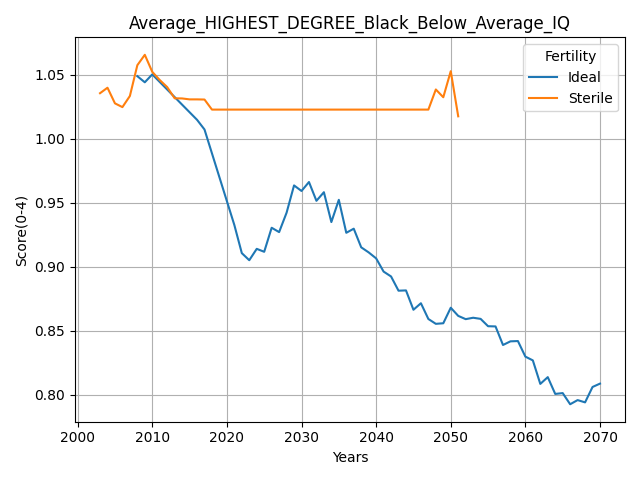 Average_HIGHEST_DEGREE_Black_Below_Average_IQ
Fertility
Ideal
Sterile
Score(0-4)
1.05
1.00
0.95
0.90
0.85
0.80
2000 2010 2020 2030 2040 2050 2060 2070
Years